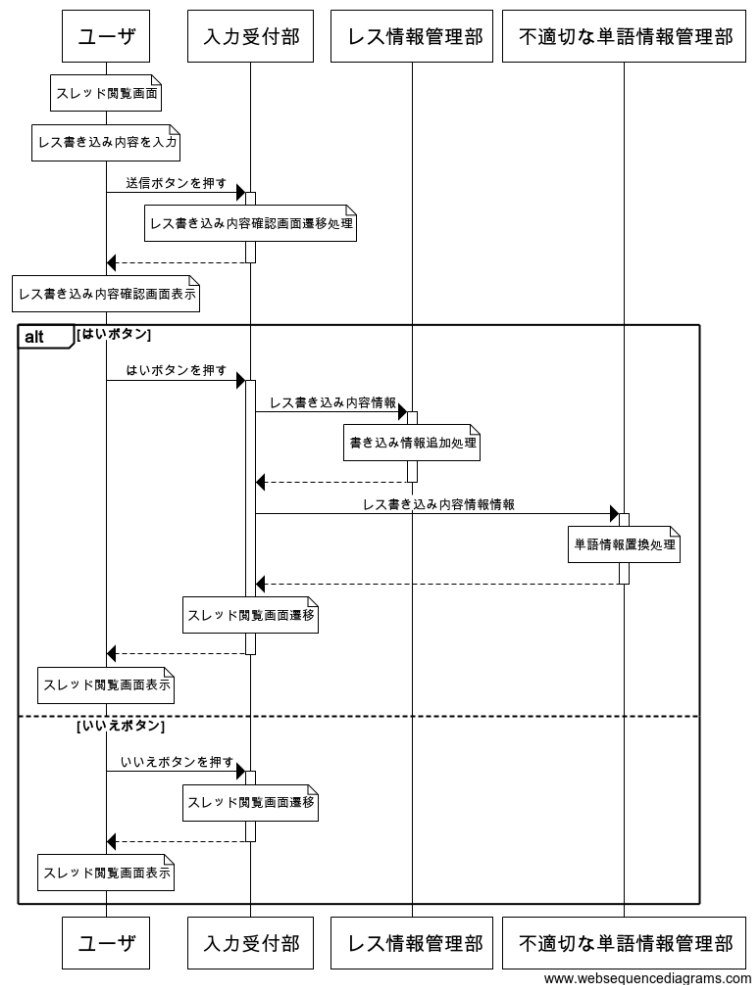 ユーザ
入力受付部
レス情報管理部
不適切な単語情報管理部
スレッド閲覧画面
レス書き込み内容を入力
送信ボタンを押す
レス書き込み内容確認画面遷移処理
レス書き込み内容確認画面表示
alt
[はいボタン]
はいボタンを押す
レス書き込み内容情報
書き込み情報追加処理
レス書き込み内容情報情報
単語情報置換処理
スレッド閲覧画面遷移
スレッド閲覧画面表示
[いいえボタン]
いいえボタンを押す
スレッド閲覧画面遷移
スレッド閲覧画面表示
ユーザ
入力受付部
レス情報管理部
不適切な単語情報管理部
www.websequencediagrams.com